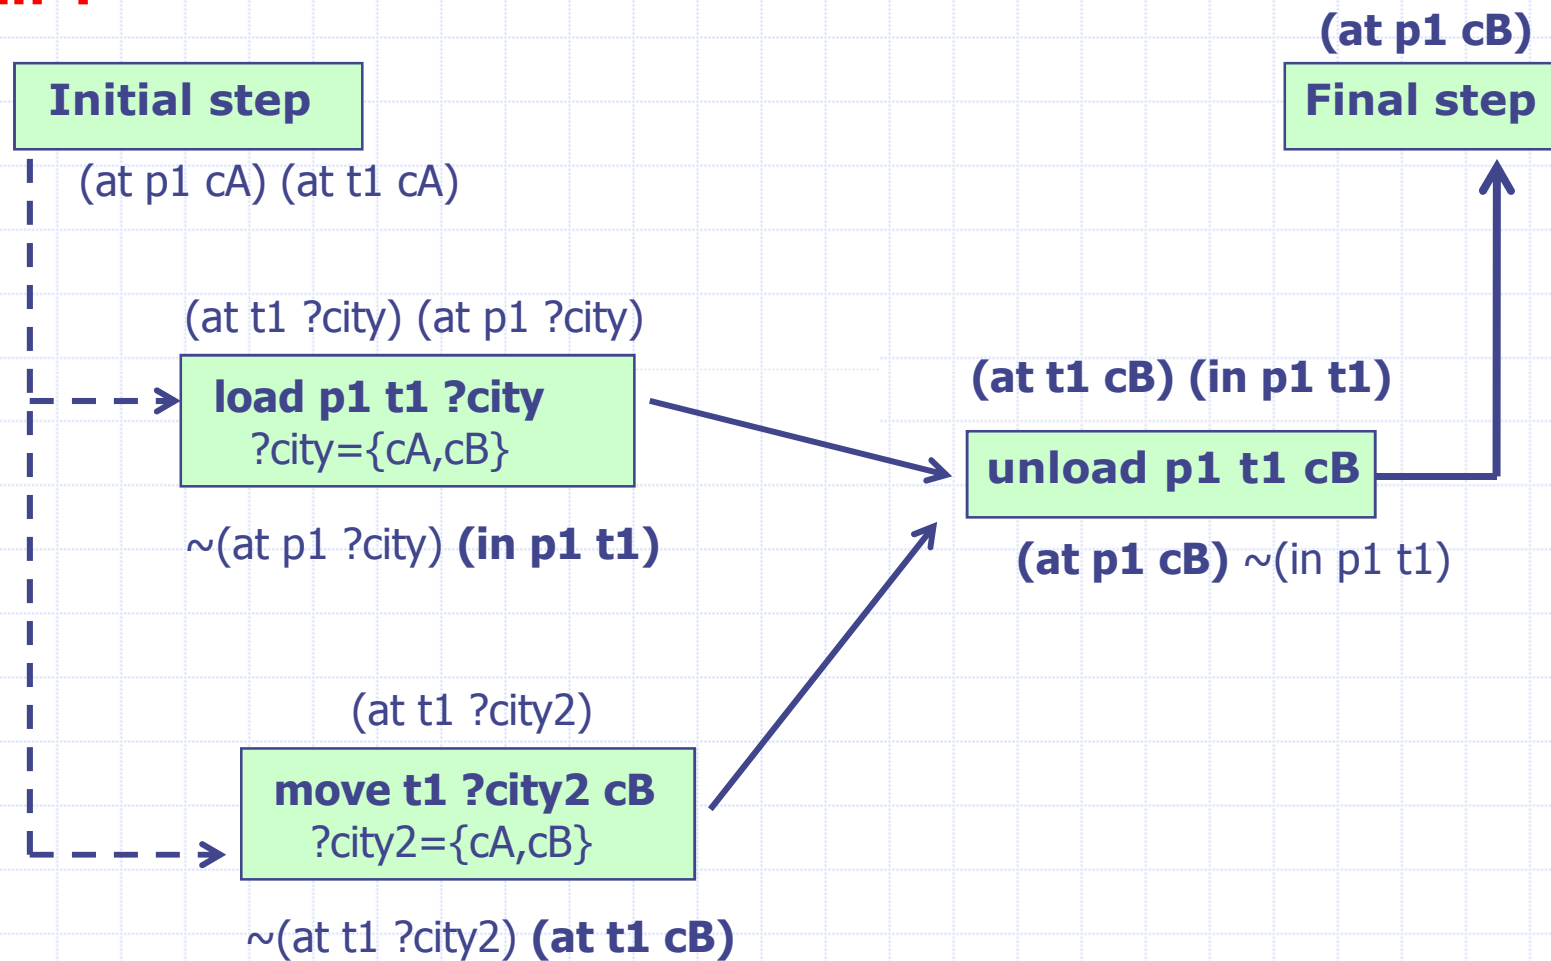 (at p1 cB)
Initial step
Final step
(at p1 cA) (at t1 cA)
(at t1 ?city) (at p1 ?city)
load p1 t1 ?city
?city={cA,cB}
(at t1 cB) (in p1 t1)
unload p1 t1 cB
~(at p1 ?city) (in p1 t1)
(at p1 cB) ~(in p1 t1)
(at t1 ?city2)
move t1 ?city2 cB
?city2={cA,cB}
~(at t1 ?city2) (at t1 cB)